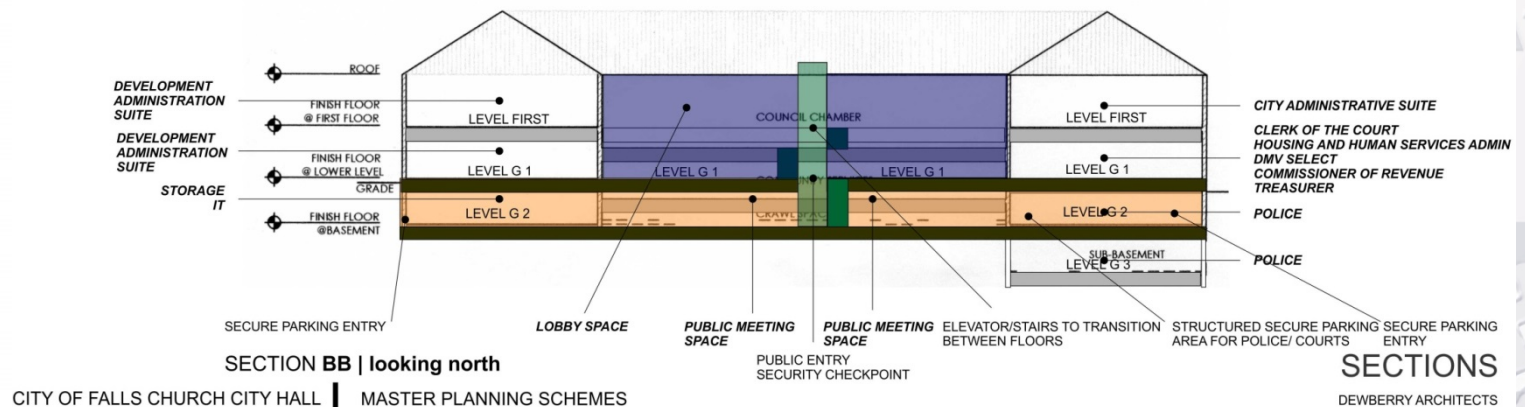 ROOF
DEVELOPMENT
ADMINISTRATION
SUITE
FINISH FLOOR
@ FIRST FLOOR
DEVELOPMENT
ADMINISTRATION
SUITE
FINISH FLOOR
@ LOWER LEVEL
GRADE
STORAGE
IT
FINISH FLOOR
@BASEMENT
LEVEL FIRST
LEVEL G 1
LEVEL G 2
COUNCIL CHAMBER
LEVEL G 1
LEVEL G 1
CRAWL SPACE
LEVEL FIRST
LEVEL G 1
LEVEL G 2
SUB-BASEMENT
LEVEL G 3
CITY ADMINISTRATIVE SUITE
CLERK OF THE COURT
HOUSING AND HUMAN SERVICES ADMIN
DMV SELECT
COMMISSIONER OF REVENUE
TREASURER
POLICE
POLICE
SECURE PARKING ENTRY
LOBBY SPACE
PUBLIC MEETING
SPACE
PUBLIC ENTRY
SECURITY CHECKPOINT
PUBLIC MEETING
SPACE
ELEVATOR/STAIRS TO TRANSITION
BETWEEN FLOORS
STRUCTURED SECURE PARKING
AREA FOR POLICE/ COURTS
SECURE PARKING
ENTRY
SECTION BB | looking north
SECTIONS
CITY OF FALLS CHURCH CITY HALL | MASTER PLANNING SCHEMES
DEWBERRY ARCHITECTS